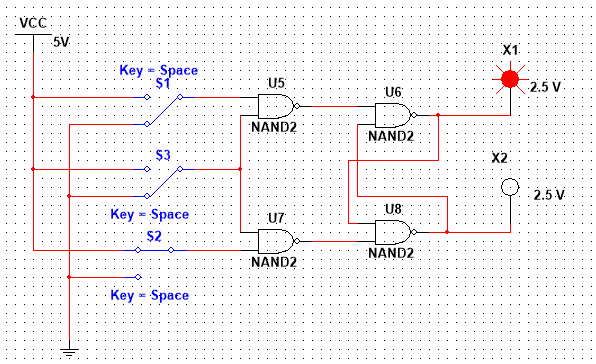 VCC
5V
Key = Space
S1
U5
NAND2
U6
NAND2
X1
2.5 V
S3
Key = Space
X2
2.5 V
S2
U7
NAND2
U8
NAND2
Key = Space